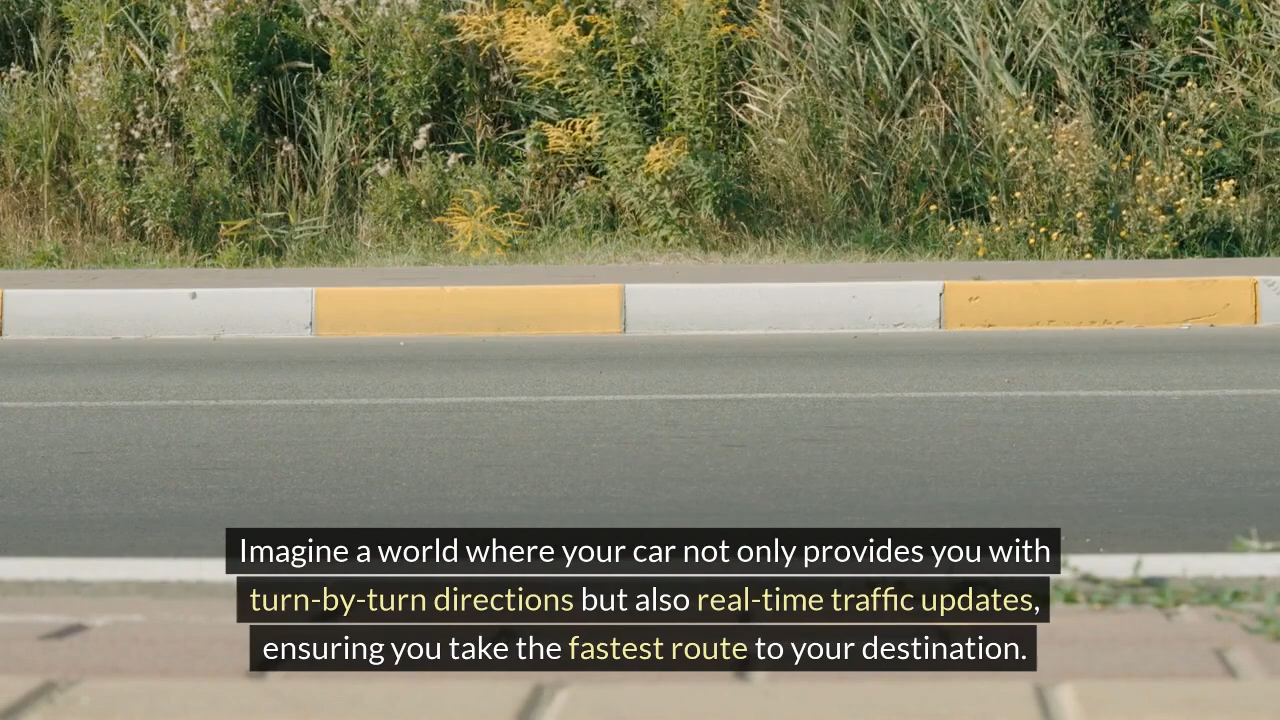 Imagine a world where your car not only provides you with
turn-by-turn directions but also real-time traffic updates,
ensuring you take the fastest route to your destination.